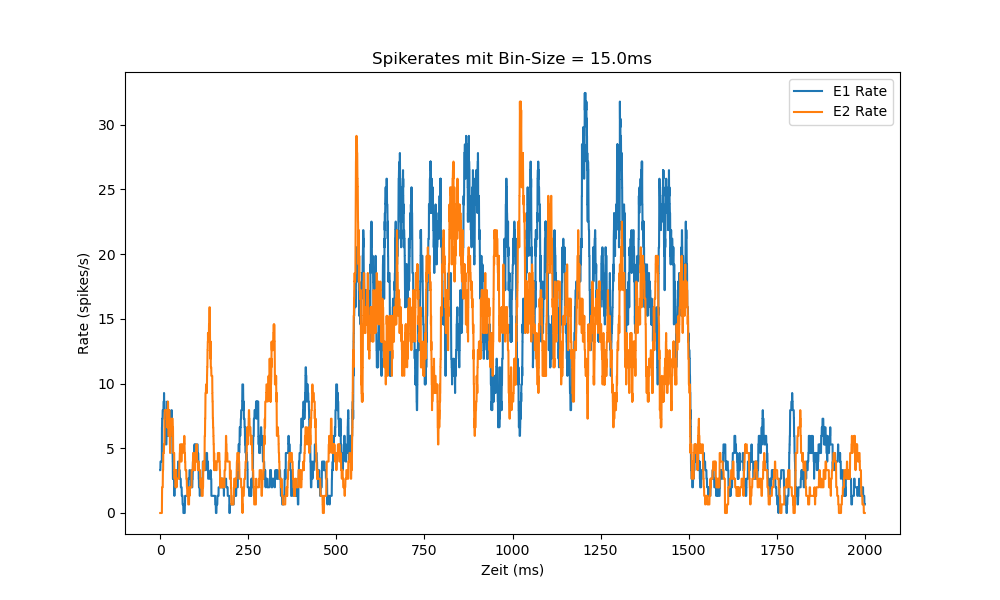 Spikerates mit Bin-Size = 15.0ms
E1 Rate
E2 Rate
Rate (spikes/s)
30
25
20
15
10
5
0
0 250 500 750 1000 1250 1500 1750 2000
Zeit (ms)